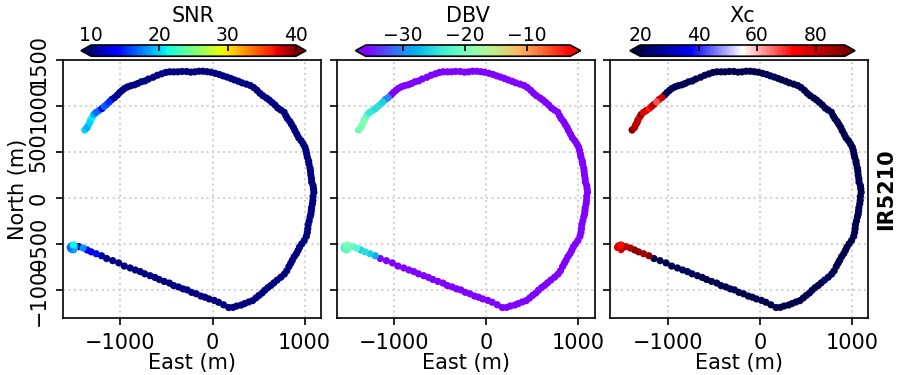 SNR DBV Xc
10 20 30 40 −30 −20 −10 20 40 60 80
North (m)
1500
1000
500
0
−500
−1000
−1000 0 1000 −1000 0 1000 −1000 0 1000
East (m) East (m) East (m)
IR5210